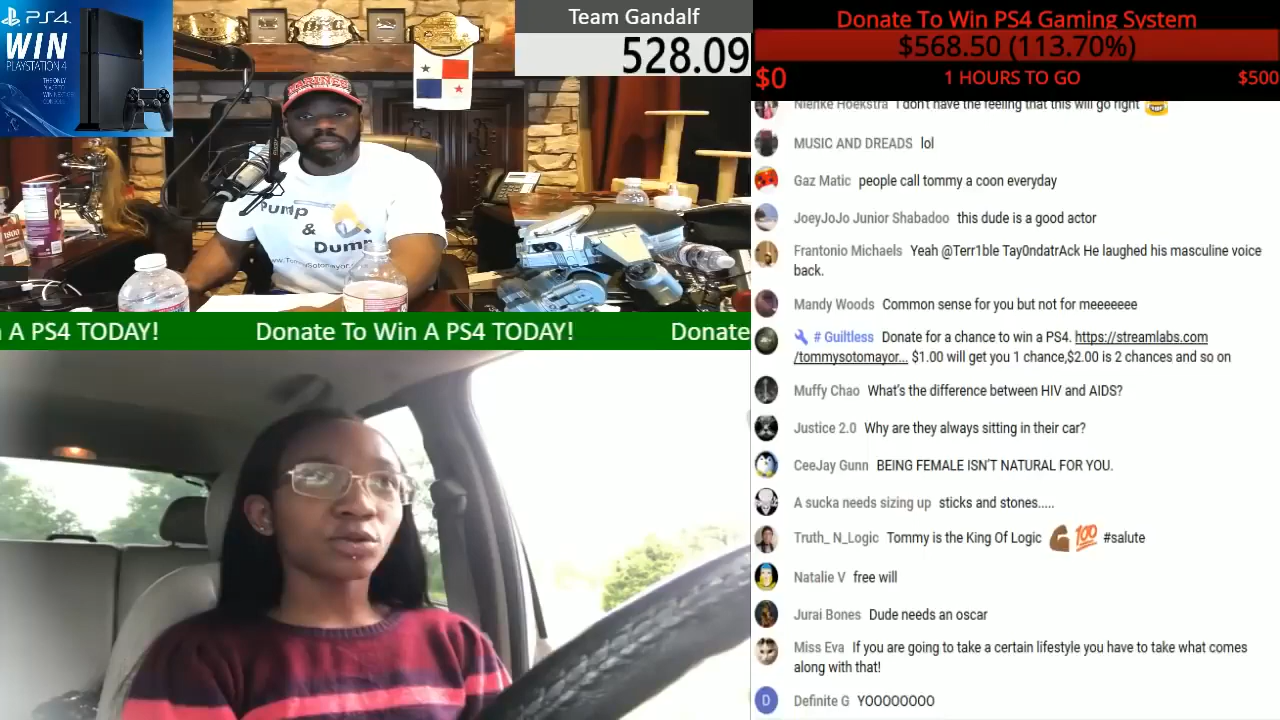 PS4
WIN
PLAYSTATION 4
Team Gandalf
528.09
Pump
&
Dump
A PS4 TODAY!
Donate To Win A PS4 TODAY!
Donate
Donate To Win PS4 Gaming System
$568.50 (113.70%)
$0
1 HOURS TO GO
$500
Nienke Hoekstra I don't have the feeling that this will go right 😂
MUSIC AND DREADS lol
Gaz Matic people call tommy a coon everyday
JoeyJoJo Junior Shabadoo this dude is a good actor
Frantonio Michaels Yeah @Terr1ble Tay0ndatrAck He laughed his masculine voice
back.
Mandy Woods Common sense for you but not for meeeeeee
# Guiltless Donate for a chance to win a PS4. https://streamlabs.com
/tommysotomayor... $1.00 will get you 1 chance,$2.00 is 2 chances and so on
Muffy Chao What's the difference between HIV and AIDS?
Justice 2.0 Why are they always sitting in their car?
CeeJay Gunn BEING FEMALE ISN'T NATURAL FOR YOU.
A sucka needs sizing up sticks and stones.....
Truth_ N_Logic Tommy is the King Of Logic 💪🏾 💯 #salute
Natalie V free will
Jurai Bones Dude needs an oscar
Miss Eva If you are going to take a certain lifestyle you have to take what comes
along with that!
D
Definite G YOOOOOOOO